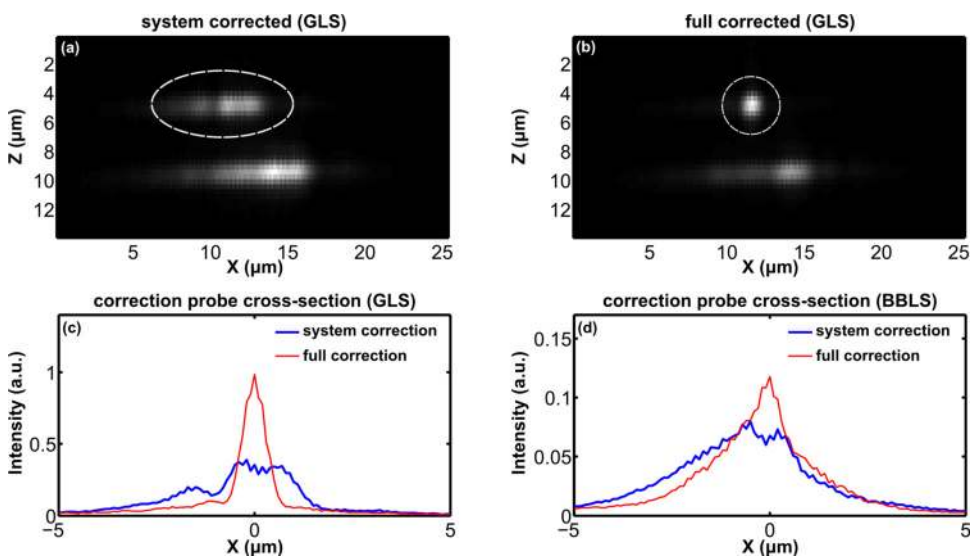 system corrected (GLS)
(a)
Z (µm)
2
4
6
8
10
12
5 10 15 20 25
X (µm)
full corrected (GLS)
(b)
Z (µm)
2
4
6
8
10
12
5 10 15 20 25
X (µm)
correction probe cross-section (GLS)
(c)
system correction
full correction
Intensity (a.u.)
1
0.5
0
−5 0 5
X (µm)
correction probe cross-section (BBLS)
(d)
system correction
full correction
Intensity (a.u.)
0.15
0.1
0.05
0
−5 0 5
X (µm)